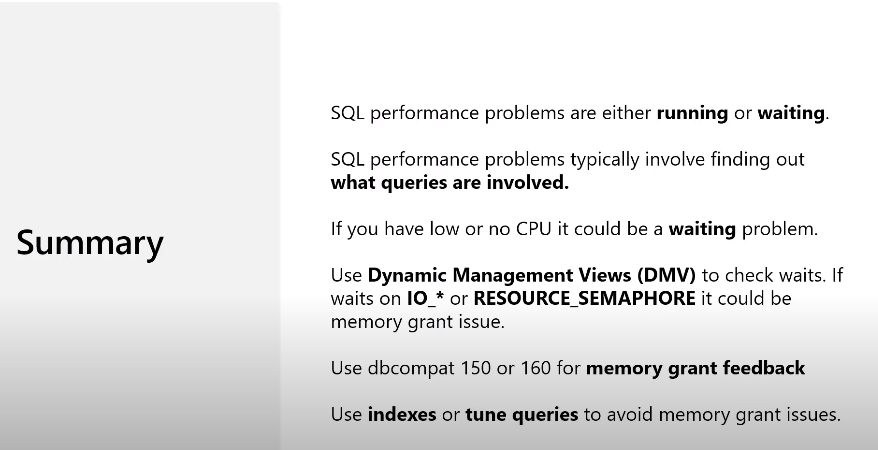 Summary
SQL performance problems are either running or waiting.
SQL performance problems typically involve finding out
what queries are involved.
If you have low or no CPU it could be a waiting problem.
Use Dynamic Management Views (DMV) to check waits. If
waits on IO_* or RESOURCE_SEMAPHORE it could be
memory grant issue.
Use dbcompat 150 or 160 for memory grant feedback
Use indexes or tune queries to avoid memory grant issues.